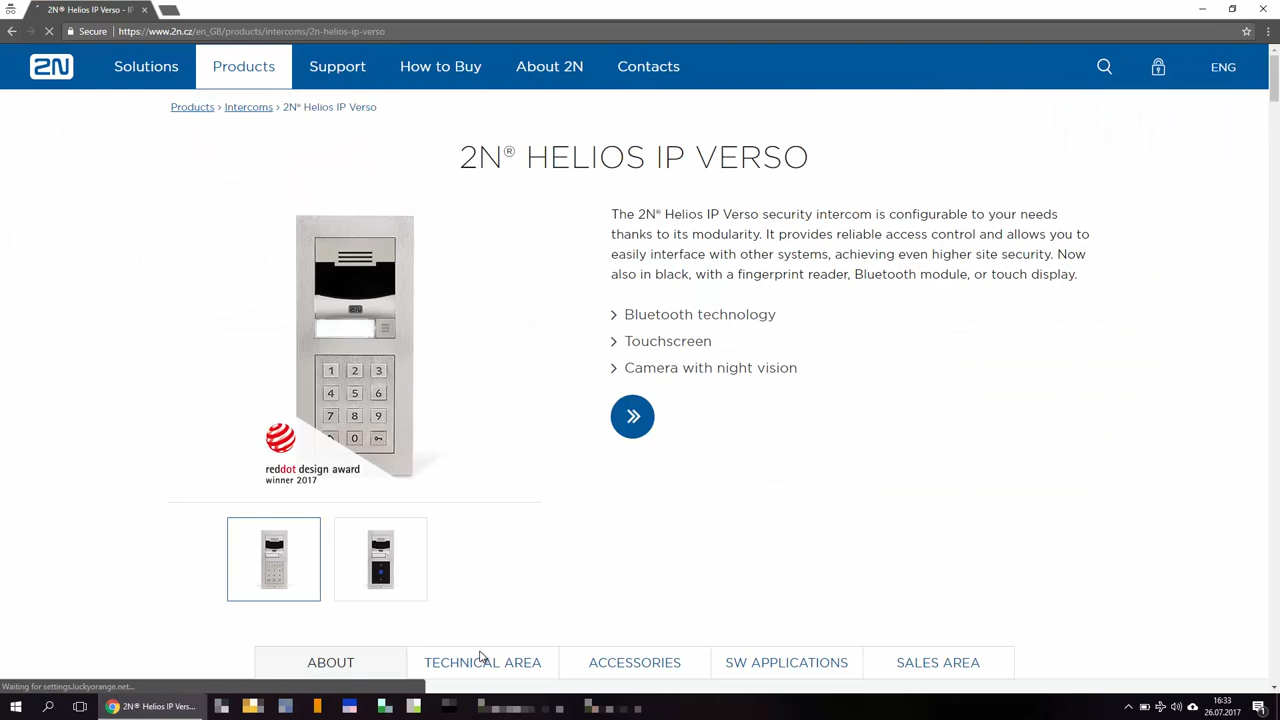 2N® Helios IP Verso - I
Secure https://www.2n.cz/en_GB/products/intercoms/2n-helios-ip-verso
2N Solutions Products Support How to Buy About 2N Contacts ENG
Products › Intercoms › 2N® Helios IP Verso
2N® HELIOS IP VERSO
The 2N® Helios IP Verso security intercom is configurable to your needs
thanks to its modularity. It provides reliable access control and allows you to
easily interface with other systems, achieving even higher site security. Now
also in black, with a fingerprint reader, Bluetooth module, or touch display.
Bluetooth technology
Touchscreen
Camera with night vision
2N
1 2 3
4 5 6
7 8 9
0
reddot design award
winner 2017
ABOUT TECHNICAL AREA ACCESSORIES SW APPLICATIONS SALES AREA
Waiting for settings.luckyorange.net...
2N® Helios IP Vers...
16:33
26.07.2017
1